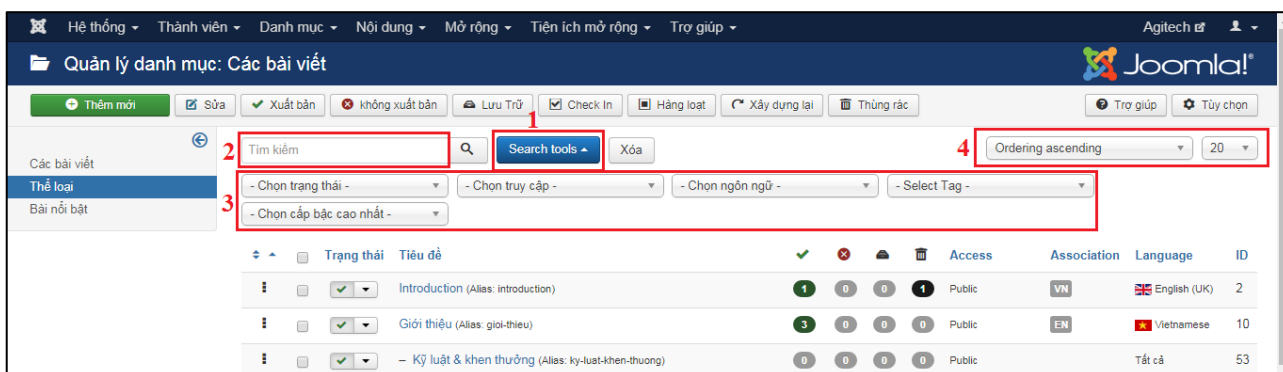 Hệ thống Thành viên Danh mục Nội dung Mở rộng Tiện ích mở rộng Trợ giúp Agitech
Quản lý danh mục: Các bài viết Joomla!®
Thêm mới Sửa Xuất bản không xuất bản Lưu Trữ Check In Hàng loạt Xây dựng lại Thùng rác Trợ giúp Tùy chọn
1
2 Tìm kiếm Search tools Xóa 4 Ordering ascending 20
Các bài viết
Thể loại
Bài nổi bật
3 - Chọn trạng thái - - Chọn truy cập - - Chọn ngôn ngữ - - Select Tag -
- Chọn cấp bậc cao nhất -
Trạng thái Tiêu đề Access Association Language ID
Introduction (Alias: introduction) 1 0 0 1 Public VN English (UK) 2
Giới thiệu (Alias: gioi-thieu) 3 0 0 0 Public EN Vietnamese 10
– Kỹ luật & khen thưởng (Alias: ky-luat-khen-thuong) 0 0 0 0 Public Tất cả 53